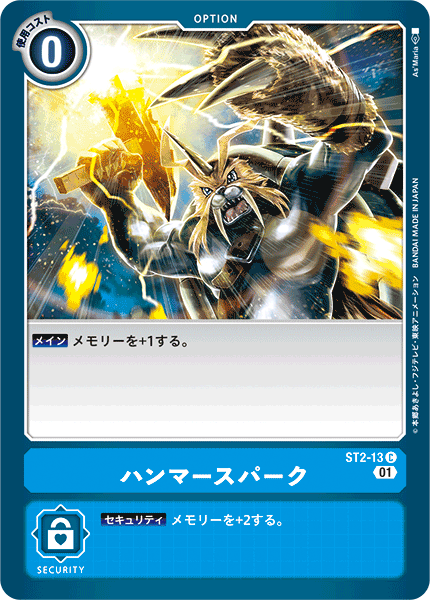 OPTION
使用コスト
0
As'Maria
メイン メモリーを+1する。
© 本郷あきよし・フジテレビ・東映アニメーション BANDAI MADE IN JAPAN
ST2-13 C
01
ハンマースパーク
セキュリティ メモリーを+2する。
SECURITY